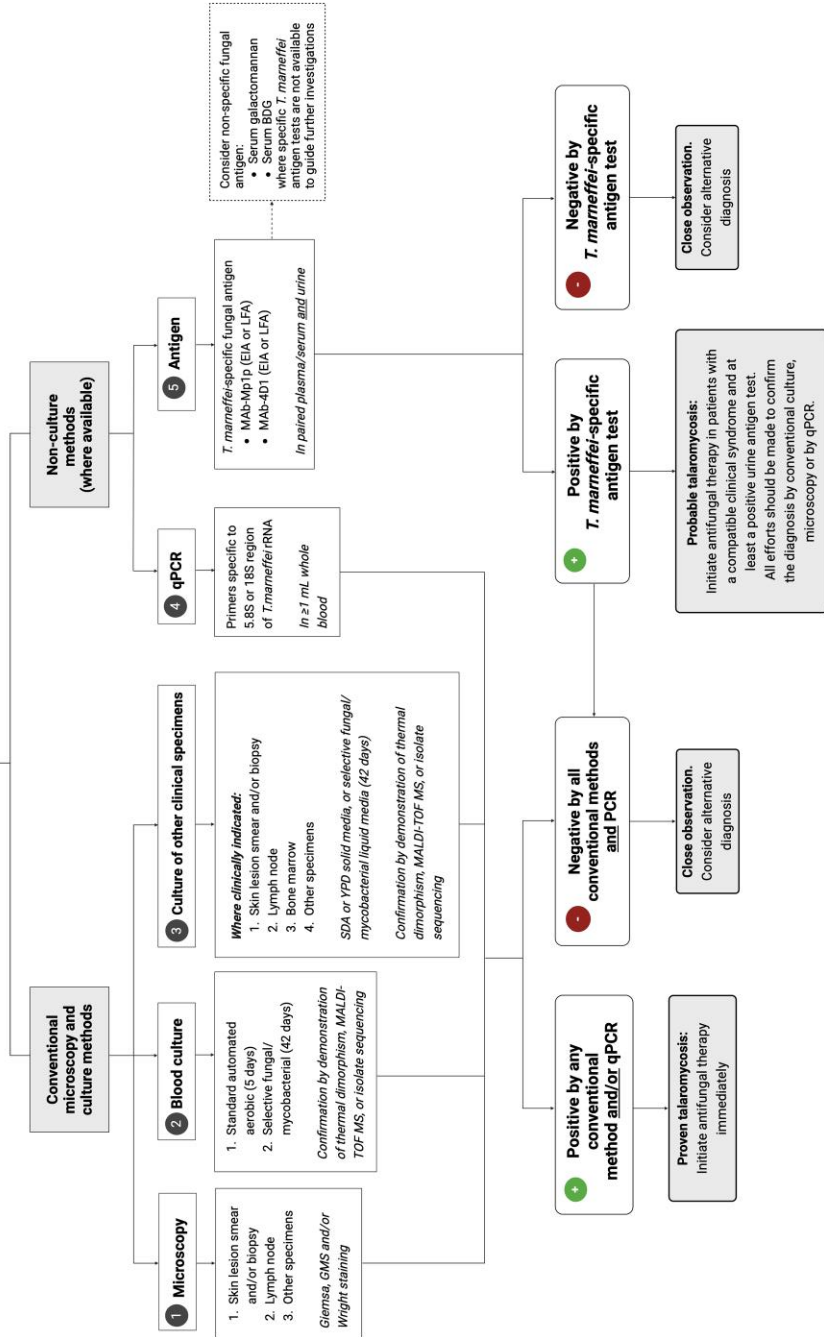 Conventional
microscopy and
culture methods
Non-culture
methods
(where available)
1 Microscopy
1. Skin lesion smear
and/or biopsy
2. Lymph node
3. Other specimens
Giemsa, GMS and/or
Wright staining
2 Blood culture
1. Standard automated
aerobic (5 days)
2. Selective fungal/
mycobacterial (42 days)
Confirmation by demonstration
of thermal dimorphism, MALDI-
TOF MS, or isolate sequencing
3 Culture of other clinical specimens
Where clinically indicated:
1. Skin lesion smear and/or biopsy
2. Lymph node
3. Bone marrow
4. Other specimens
SDA or YPD solid media, or selective fungal/
mycobacterial liquid media (42 days)
Confirmation by demonstration of thermal
dimorphism, MALDI-TOF MS, or isolate
sequencing
4 qPCR
Primers specific to
5.8S or 18S region
of T.marneffei rRNA
In ≥1 mL whole
blood
5 Antigen
T. marneffei-specific fungal antigen
• MAb-Mp1p (EIA or LFA)
• MAb-4D1 (EIA or LFA)
In paired plasma/serum and urine
Consider non-specific fungal
antigen:
• Serum galactomannan
• Serum BDG
where specific T. marneffei
antigen tests are not available
to guide further investigations
+ Positive by any
conventional
method and/or qPCR
- Negative by all
conventional methods
and PCR
+ Positive by
T. marneffei-specific
antigen test
- Negative by
T. marneffei-specific
antigen test
Proven talaromycosis:
Initiate antifungal therapy
immediately
Close observation.
Consider alternative
diagnosis
Probable talaromycosis:
Initiate antifungal therapy in patients with
a compatible clinical syndrome and at
least a positive urine antigen test.
All efforts should be made to confirm
the diagnosis by conventional culture,
microscopy or by qPCR.
Close observation.
Consider alternative
diagnosis